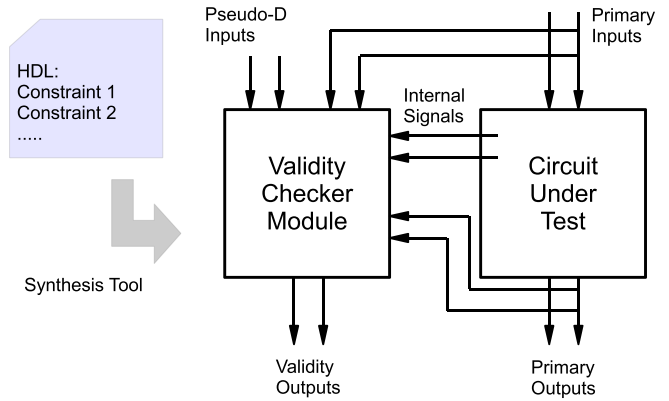 Pseudo-D
Inputs
Primary
Inputs
HDL:
Constraint 1
Constraint 2
.....
Internal
Signals
Validity
Checker
Module
Circuit
Under
Test
Synthesis Tool
Validity
Outputs
Primary
Outputs